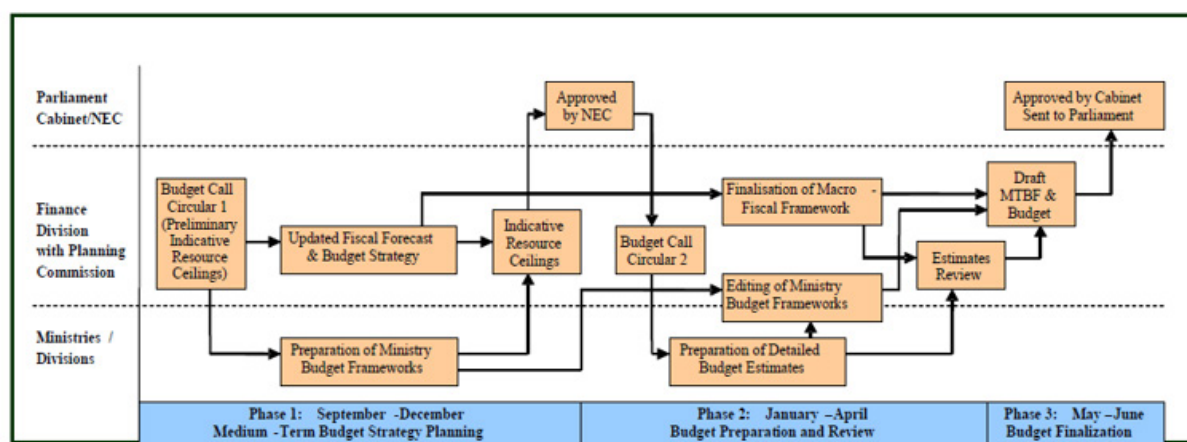 Parliament
Cabinet/NEC
Approved
by NEC
Approved by Cabinet
Sent to Parliament
Finance
Division
with Planning
Commission
Budget Call
Circular 1
(Preliminary
Indicative
Resource
Ceilings)
Updated Fiscal Forecast
& Budget Strategy
Indicative
Resource
Ceilings
Budget Call
Circular 2
Finalisation of Macro -
Fiscal Framework
Draft
MTBF &
Budget
Estimates
Review
Editing of Ministry
Budget Frameworks
Ministries /
Divisions
Preparation of Ministry
Budget Frameworks
Preparation of Detailed
Budget Estimates
Phase 1: September -December
Medium -Term Budget Strategy Planning
Phase 2: January –April
Budget Preparation and Review
Phase 3: May –June
Budget Finalization